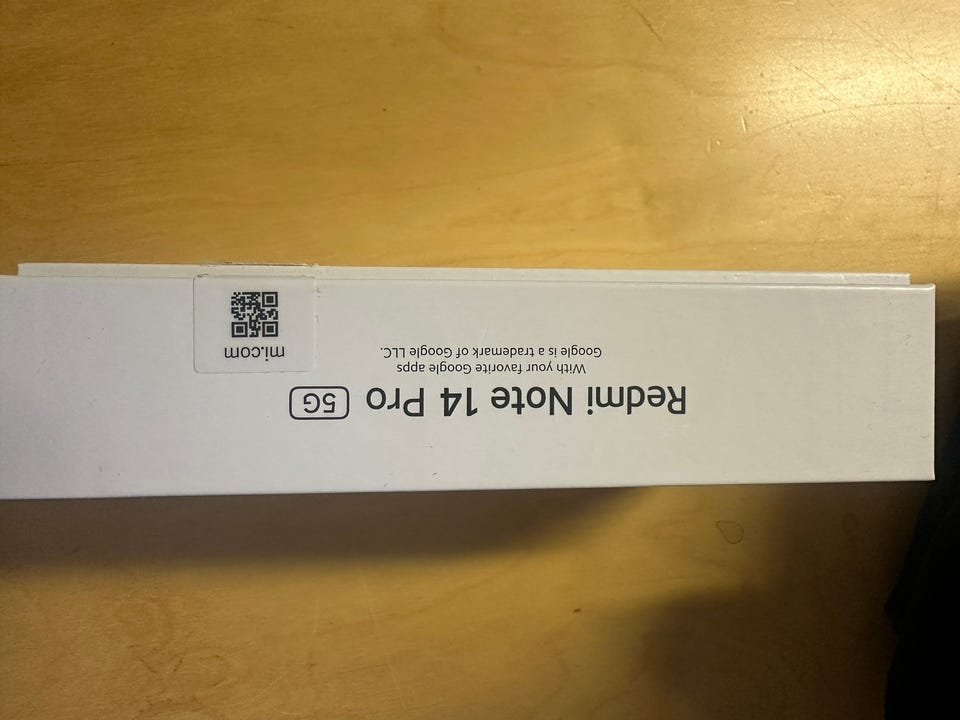 Redmi Note 14 Pro 5G
With your favorite Google apps
Google is a trademark of Google LLC.
mi.com